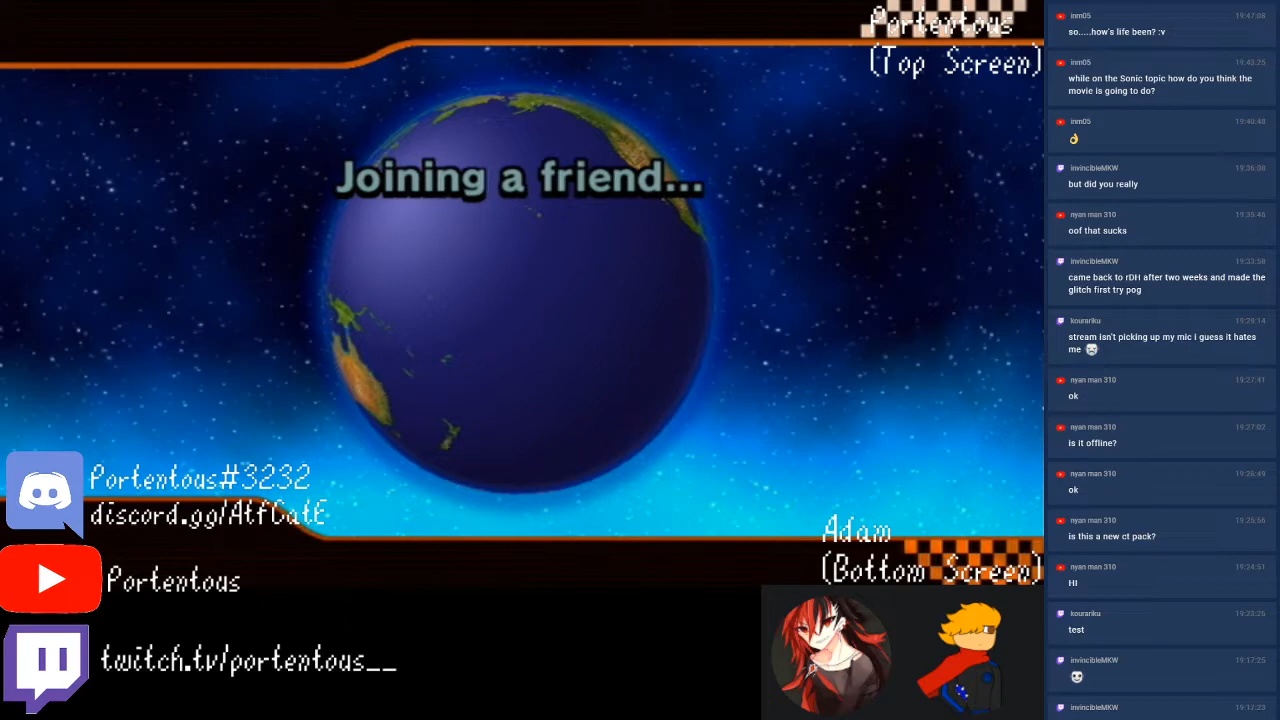 Portentous
(Top Screen)
Joining a friend...
Portentous#3232
discord.gg/AtfCatE
Portentous
twitch.tv/portentous__
Adam
(Bottom Screen)
inm05 19:47:08
so.....how's life been? :v
inm05 19:43:25
while on the Sonic topic how do you think the
movie is going to do?
inm05 19:40:48
👌
invincibleMKW 19:36:08
but did you really
nyan man 310 19:35:46
oof that sucks
invincibleMKW 19:33:58
came back to rDH after two weeks and made the
glitch first try pog
kourariku 19:29:14
stream isn't picking up my mic i guess it hates
me
nyan man 310 19:27:41
ok
nyan man 310 19:27:02
is it offline?
nyan man 310 19:26:49
ok
nyan man 310 19:25:56
is this a new ct pack?
nyan man 310 19:24:51
HI
kourariku 19:23:26
test
invincibleMKW 19:17:25
invincibleMKW 19:17:23